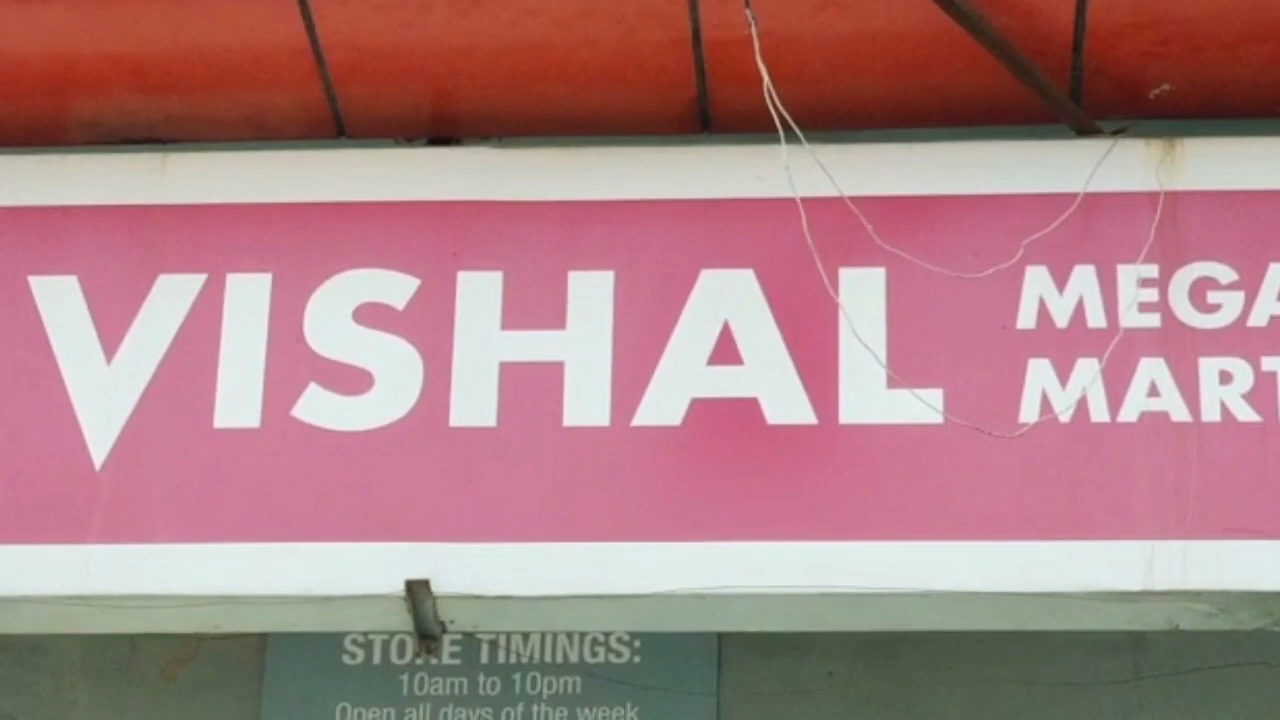 VISHAL
MEGA
MART
STORE TIMINGS:
10am to 10pm
Open all days of the week